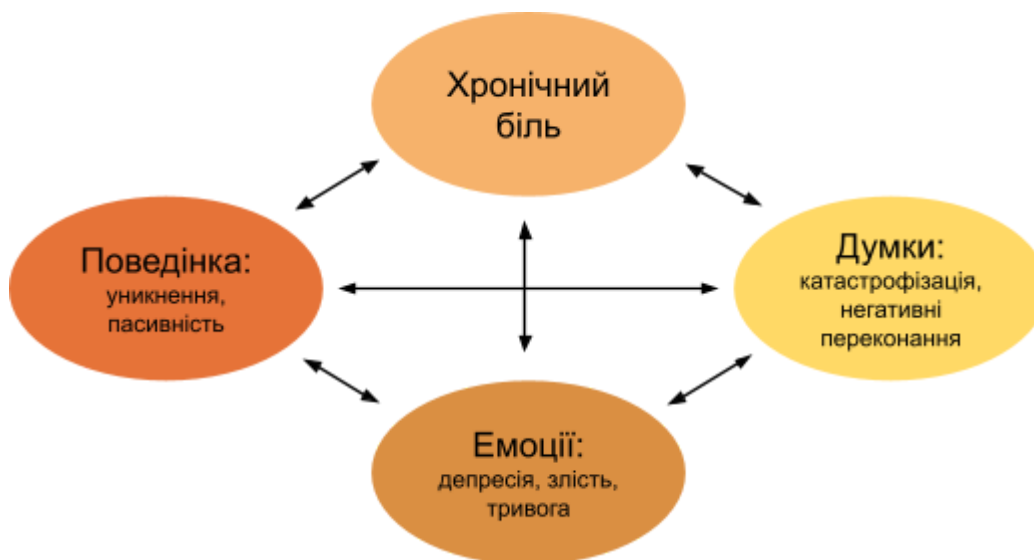 Хронічний
біль
Поведінка:
уникнення,
пасивність
Думки:
катастрофізація,
негативні
переконання
Емоції:
депресія, злість,
тривога